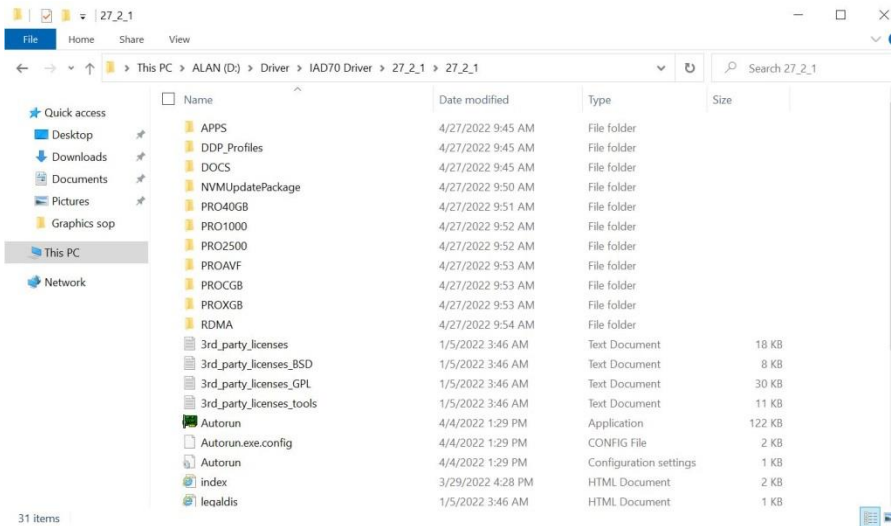 27_2_1
File Home Share View
This PC > ALAN (D:) > Driver > IAD70 Driver > 27_2_1 > 27_2_1
Search 27_2_1
Name Date modified Type Size
Quick access
Desktop
Downloads
Documents
Pictures
Graphics sop
This PC
Network
APPS 4/27/2022 9:45 AM File folder
DDP_Profiles 4/27/2022 9:45 AM File folder
DOCS 4/27/2022 9:45 AM File folder
NVMUpdatePackage 4/27/2022 9:50 AM File folder
PRO40GB 4/27/2022 9:51 AM File folder
PRO1000 4/27/2022 9:52 AM File folder
PRO2500 4/27/2022 9:52 AM File folder
PROAVF 4/27/2022 9:53 AM File folder
PROCGB 4/27/2022 9:53 AM File folder
PROXGB 4/27/2022 9:53 AM File folder
RDMA 4/27/2022 9:54 AM File folder
3rd_party_licenses 1/5/2022 3:46 AM Text Document 18 KB
3rd_party_licenses_BSD 1/5/2022 3:46 AM Text Document 8 KB
3rd_party_licenses_GPL 1/5/2022 3:46 AM Text Document 30 KB
3rd_party_licenses_tools 1/5/2022 3:46 AM Text Document 11 KB
Autorun 4/4/2022 1:29 PM Application 122 KB
Autorun.exe.config 4/4/2022 1:29 PM CONFIG File 2 KB
Autorun 4/4/2022 1:29 PM Configuration settings 1 KB
index 3/29/2022 4:28 PM HTML Document 2 KB
legaldis 1/5/2022 3:46 AM HTML Document 1 KB
31 items